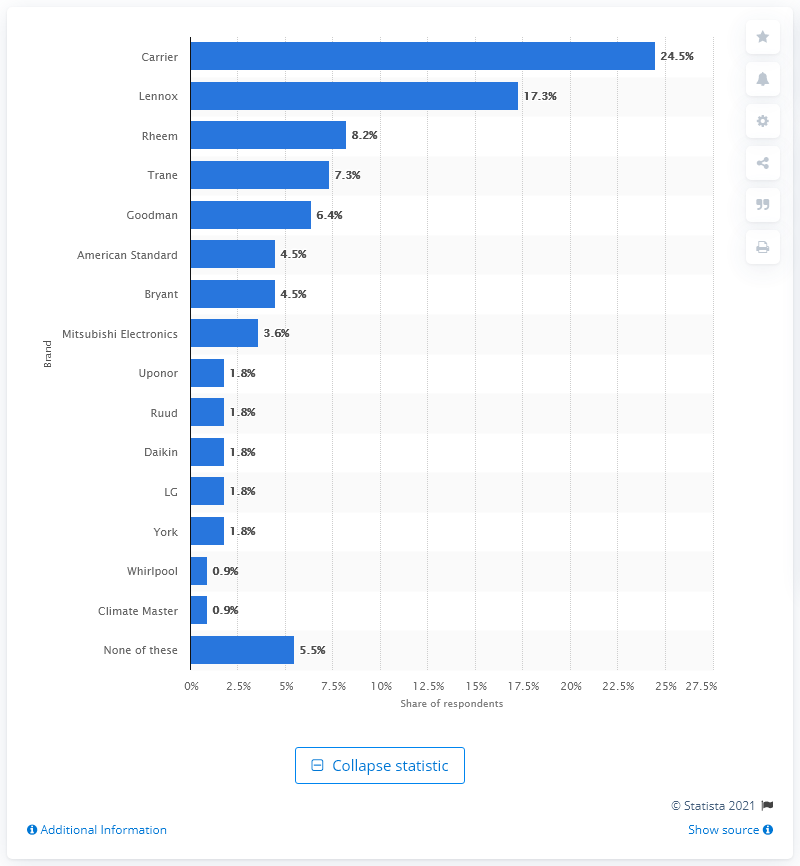 Carrier 24.5%
Lennox 17.3%
Rheem 8.2%
Trane 7.3%
Goodman 6.4%
American Standard 4.5%
Bryant 4.5%
Mitsubishi Electronics 3.6%
Brand
Uponor 1.8%
Ruud 1.8%
Daikin 1.8%
LG 1.8%
York 1.8%
Whirlpool 0.9%
Climate Master 0.9%
None of these 5.5%
0% 2.5% 5% 7.5% 10% 12.5% 15% 17.5% 20% 22.5% 25% 27.5%
Share of respondents
Collapse statistic
© Statista 2021
Additional Information Show source